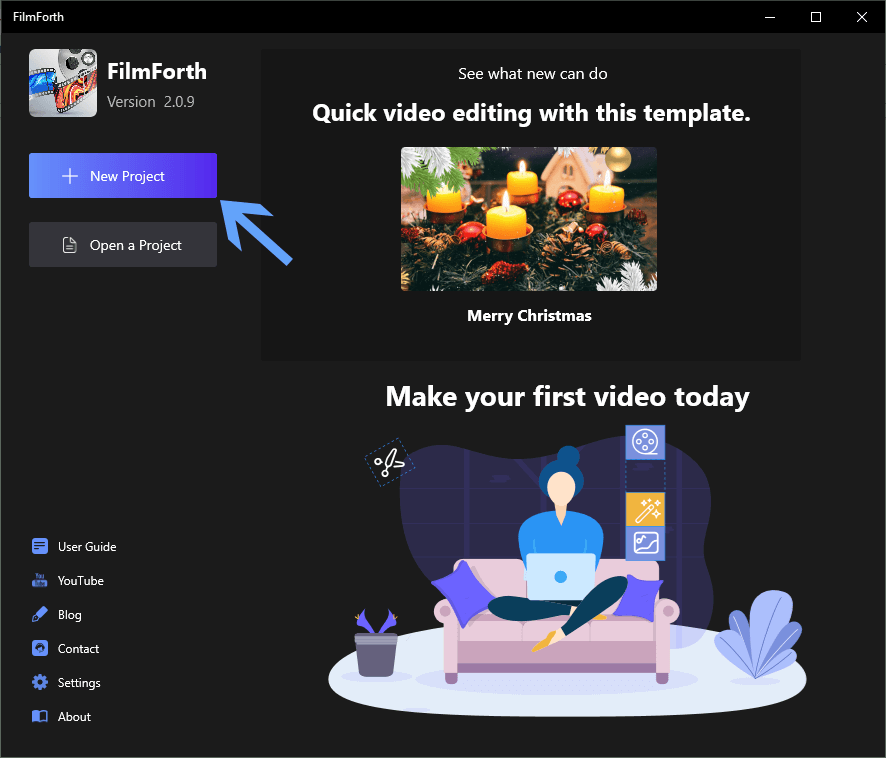 FilmForth
FilmForth
Version 2.0.9
New Project
Open a Project
See what new can do
Quick video editing with this template.
Merry Christmas
Make your first video today
User Guide
YouTube
Blog
Contact
Settings
About